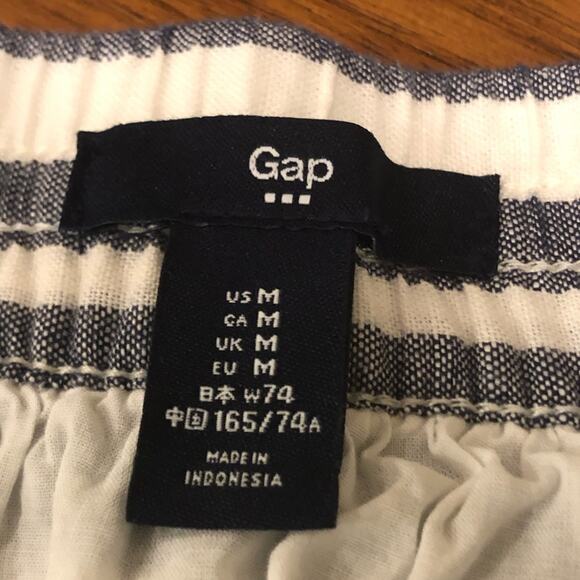 Gap
US M
CA M
UK M
EU M
日本 W74
中国 165/74A
MADE IN
INDONESIA